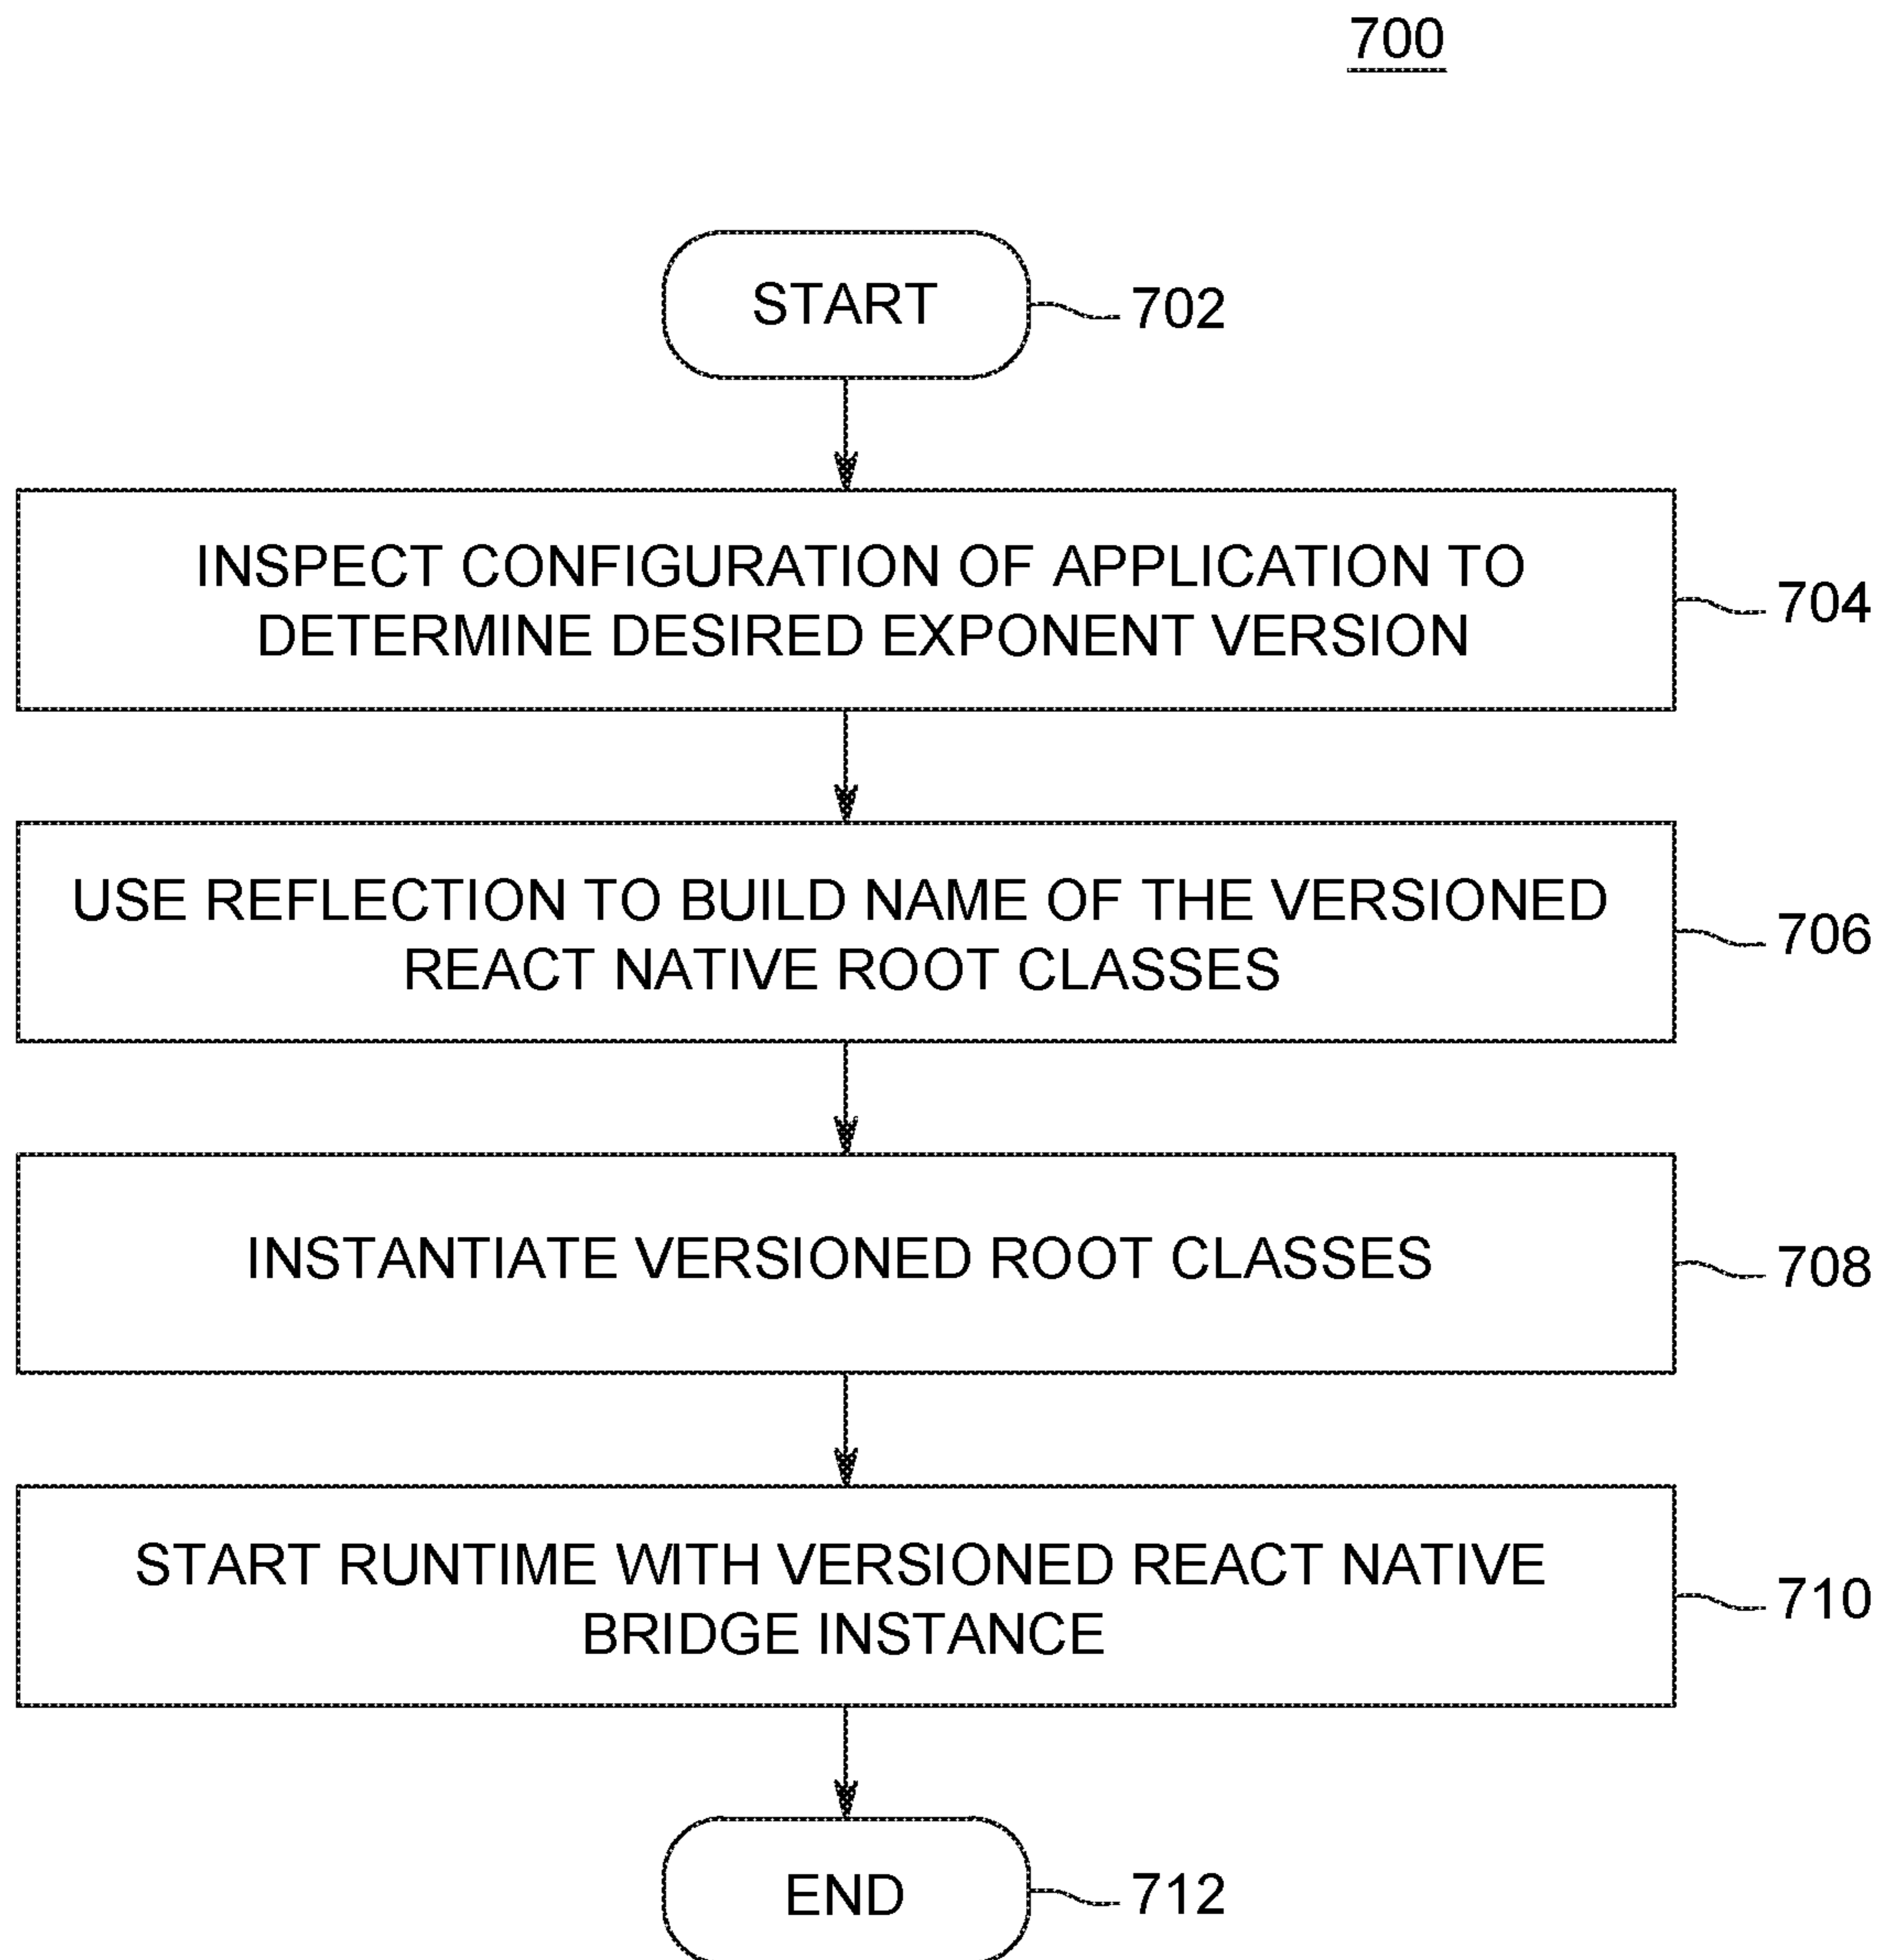 700
START
702
INSPECT CONFIGURATION OF APPLICATION TO
DETERMINE DESIRED EXPONENT VERSION
704
USE REFLECTION TO BUILD NAME OF THE VERSIONED
REACT NATIVE ROOT CLASSES
706
INSTANTIATE VERSIONED ROOT CLASSES
708
START RUNTIME WITH VERSIONED REACT NATIVE
BRIDGE INSTANCE
710
END
712